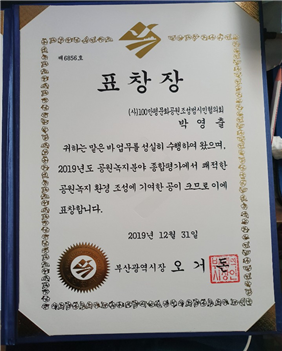 제6856호
표창장
(사)100만평문화공원조성범시민협의회
박영출
귀하는 맡은 바 업무를 성실히 수행하여 왔으며,
2019년도 공원녹지분야 종합평가에서 쾌적한
공원녹지 환경 조성에 기여한 공이 크므로 이에
표창합니다.
2019년 12월 31일
부산광역시장 오거돈